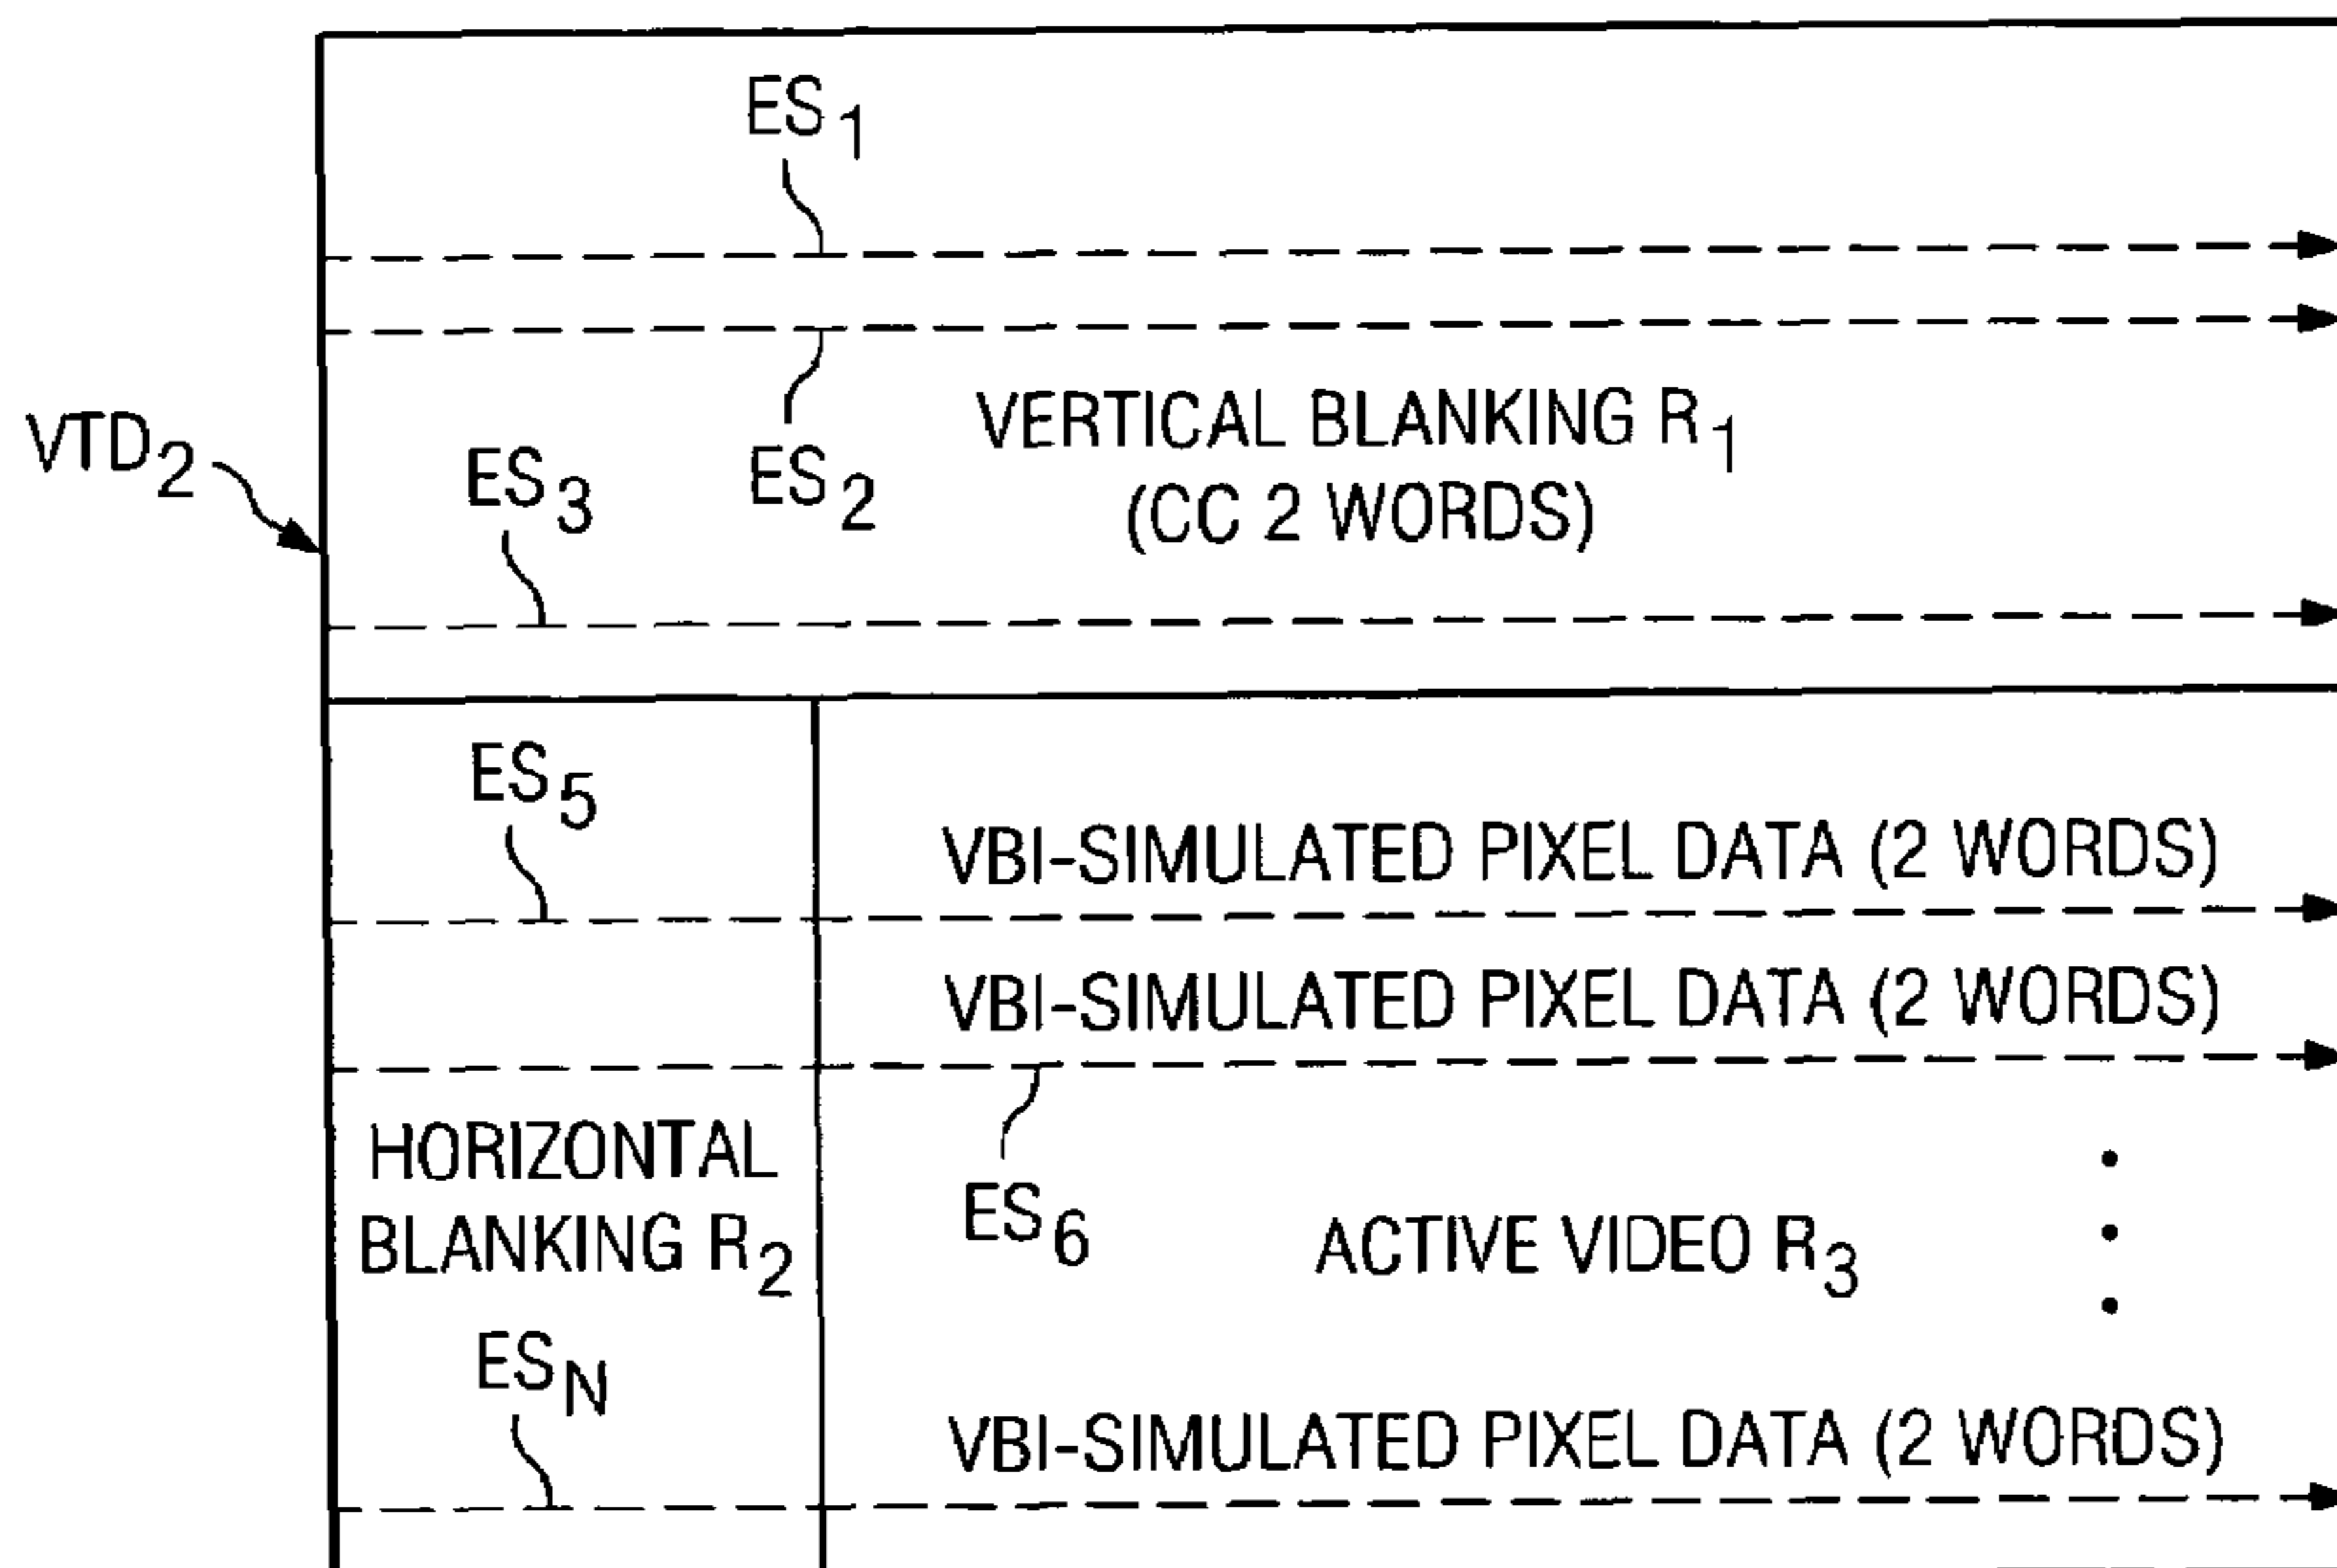 ES1
VERTICAL BLANKING R1
VTD2
ES3
ES2
(CC 2 WORDS)
ES5
VBI-SIMULATED PIXEL DATA (2 WORDS)
VBI-SIMULATED PIXEL DATA (2 WORDS)
HORIZONTAL
BLANKING R2
ES6
ACTIVE VIDEO R3
ESN
VBI-SIMULATED PIXEL DATA (2 WORDS)